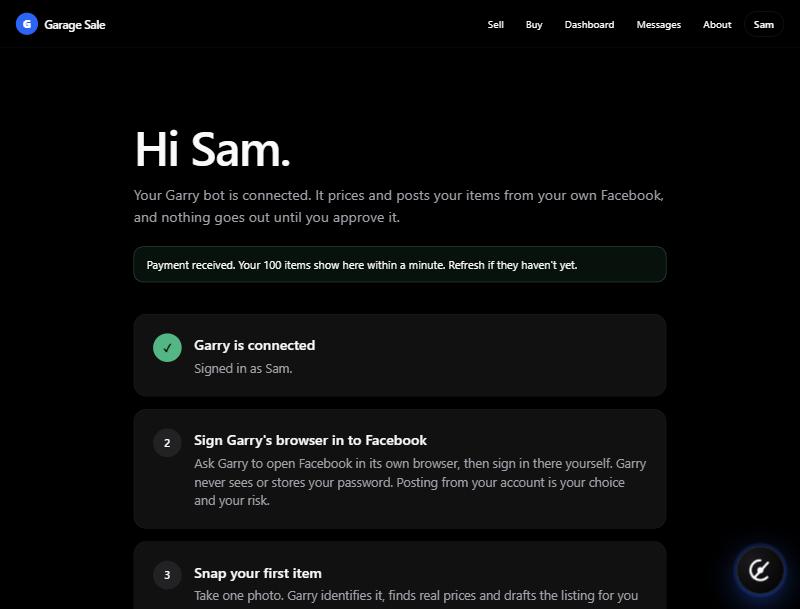 G Garage Sale Sell Buy Dashboard Messages About Sam
Hi Sam.
Your Garry bot is connected. It prices and posts your items from your own Facebook,
and nothing goes out until you approve it.
Payment received. Your 100 items show here within a minute. Refresh if they haven't yet.
✓ Garry is connected
Signed in as Sam.
2 Sign Garry's browser in to Facebook
Ask Garry to open Facebook in its own browser, then sign in there yourself. Garry
never sees or stores your password. Posting from your account is your choice
and your risk.
3 Snap your first item
Take one photo. Garry identifies it, finds real prices and drafts the listing for you